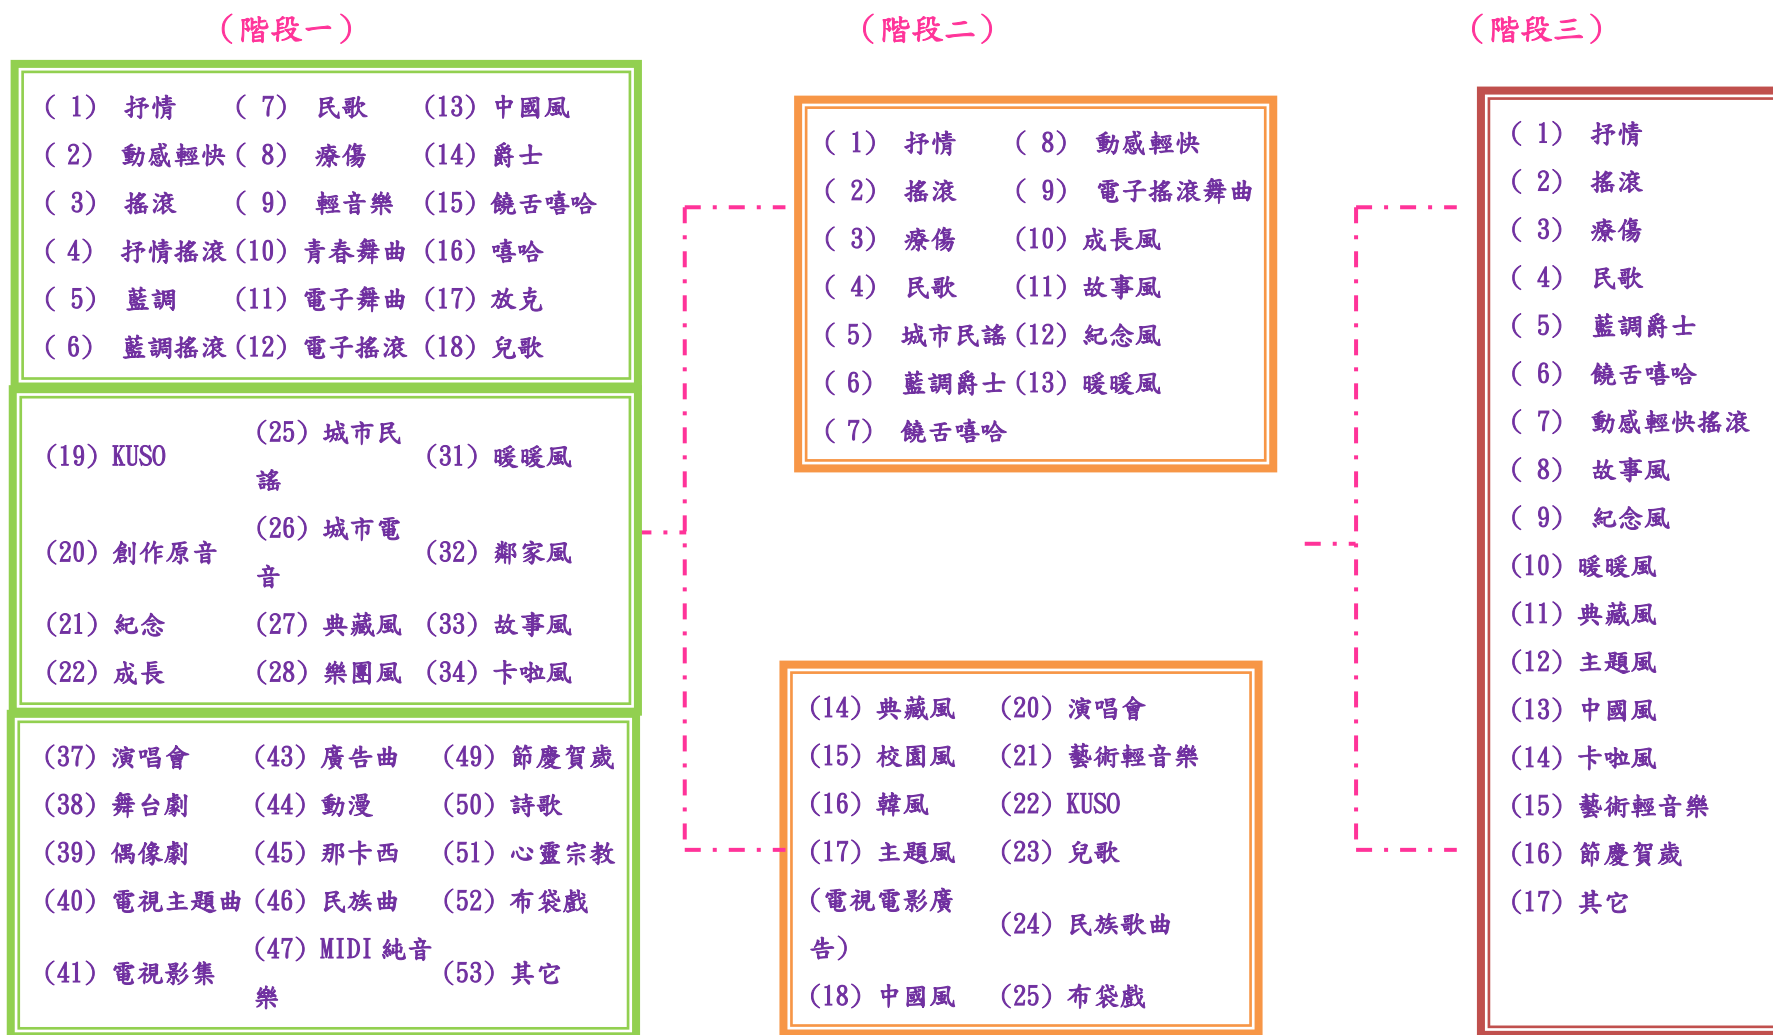 （階段一）
（階段二）
（階段三）
( 1) 抒情 ( 7) 民歌 (13) 中國風
( 2) 動感輕快 ( 8) 療傷 (14) 爵士
( 3) 搖滾 ( 9) 輕音樂 (15) 饒舌嘻哈
( 4) 抒情搖滾 (10) 青春舞曲 (16) 嘻哈
( 5) 藍調 (11) 電子舞曲 (17) 放克
( 6) 藍調搖滾 (12) 電子搖滾 (18) 兒歌
(19) KUSO (25) 城市民謠 (31) 暖暖風
(20) 創作原音 (26) 城市電音 (32) 鄰家風
(21) 紀念 (27) 典藏風 (33) 故事風
(22) 成長 (28) 樂團風 (34) 卡啦風
(37) 演唱會 (43) 廣告曲 (49) 節慶賀歲
(38) 舞台劇 (44) 動漫 (50) 詩歌
(39) 偶像劇 (45) 那卡西 (51) 心靈宗教
(40) 電視主題曲 (46) 民族曲 (52) 布袋戲
(41) 電視影集 (47) MIDI 純音樂 (53) 其它
( 1) 抒情 ( 8) 動感輕快
( 2) 搖滾 ( 9) 電子搖滾舞曲
( 3) 療傷 (10) 成長風
( 4) 民歌 (11) 故事風
( 5) 城市民謠 (12) 紀念風
( 6) 藍調爵士 (13) 暖暖風
( 7) 饒舌嘻哈
(14) 典藏風 (20) 演唱會
(15) 校園風 (21) 藝術輕音樂
(16) 韓風 (22) KUSO
(17) 主題風 (23) 兒歌
(電視電影廣告) (24) 民族歌曲
(18) 中國風 (25) 布袋戲
( 1) 抒情
( 2) 搖滾
( 3) 療傷
( 4) 民歌
( 5) 藍調爵士
( 6) 饒舌嘻哈
( 7) 動感輕快搖滾
( 8) 故事風
( 9) 紀念風
(10) 暖暖風
(11) 典藏風
(12) 主題風
(13) 中國風
(14) 卡啦風
(15) 藝術輕音樂
(16) 節慶賀歲
(17) 其它